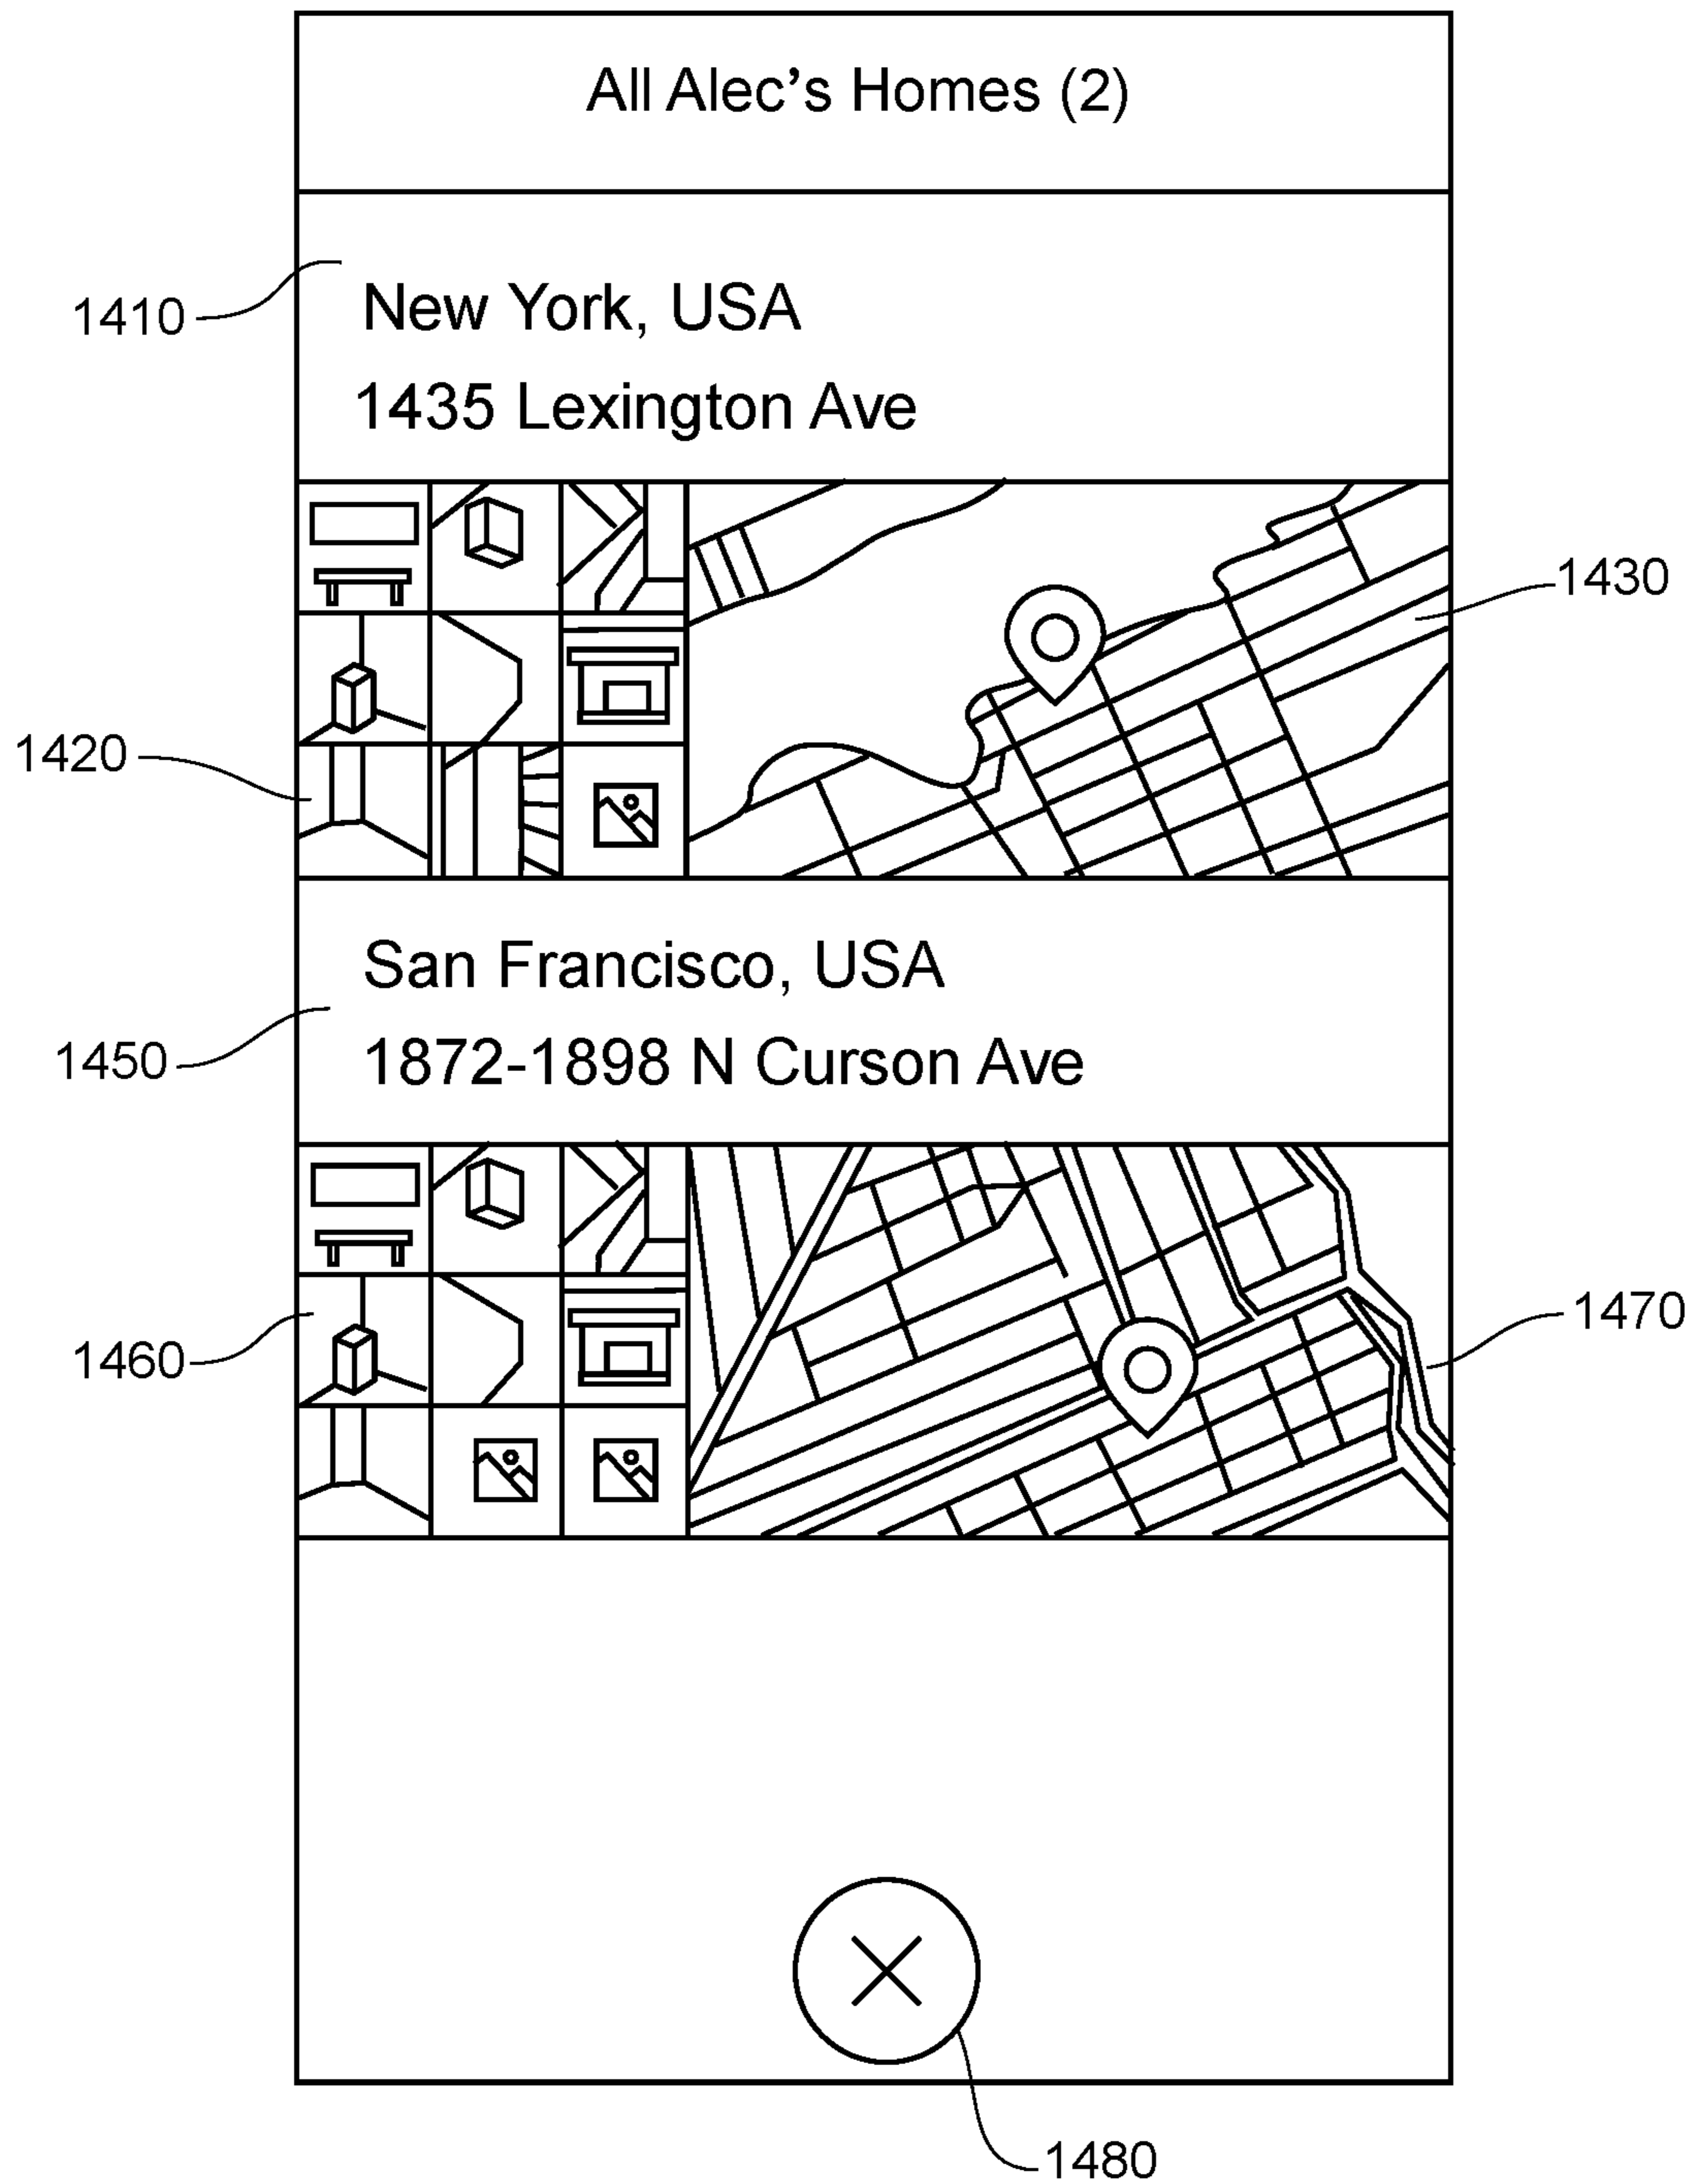 All Alec's Homes (2)
1410
New York, USA
1435 Lexington Ave
1430
1420
San Francisco, USA
1450
1872-1898 N Curson Ave
1470
1460
1480